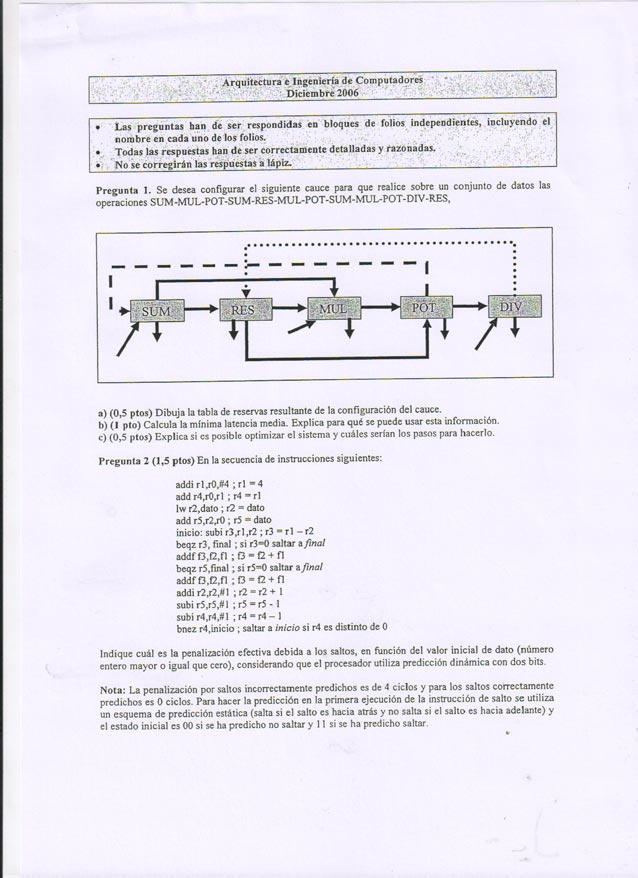 Arquitectura e Ingeniería de Computadores
Diciembre 2006
• Las preguntas han de ser respondidas en bloques de folios independientes, incluyendo el
nombre en cada uno de los folios.
• Todas las respuestas han de ser correctamente detalladas y razonadas.
• No se corregirán las respuestas a lápiz.
Pregunta 1. Se desea configurar el siguiente cauce para que realice sobre un conjunto de datos las
operaciones SUM-MUL-POT-SUM-RES-MUL-POT-SUM-MUL-POT-DIV-RES,
SUM RES MUL POT DIV
a) (0,5 ptos) Dibuja la tabla de reservas resultante de la configuración del cauce.
b) (1 pto) Calcula la mínima latencia media. Explica para qué se puede usar esta información.
c) (0,5 ptos) Explica si es posible optimizar el sistema y cuáles serían los pasos para hacerlo.
Pregunta 2 (1,5 ptos) En la secuencia de instrucciones siguientes:
addi r1,r0,#4 ; r1 = 4
add r4,r0,r1 ; r4 = r1
lw r2,dato ; r2 = dato
add r5,r2,r0 ; r5 = dato
inicio: subi r3,r1,r2 ; r3 = r1 – r2
beqz r3, final ; si r3=0 saltar a final
addf f3,f2,f1 ; f3 = f2 + f1
beqz r5,final ; si r5=0 saltar a final
addf f3,f2,f1 ; f3 = f2 + f1
addi r2,r2,#1 ; r2 = r2 + 1
subi r5,r5,#1 ; r5 = r5 - 1
subi r4,r4,#1 ; r4 = r4 – 1
bnez r4,inicio ; saltar a inicio si r4 es distinto de 0
Indique cuál es la penalización efectiva debida a los saltos, en función del valor inicial de dato (número
entero mayor o igual que cero), considerando que el procesador utiliza predicción dinámica con dos bits.
Nota: La penalización por saltos incorrectamente predichos es de 4 ciclos y para los saltos correctamente
predichos es 0 ciclos. Para hacer la predicción en la primera ejecución de la instrucción de salto se utiliza
un esquema de predicción estática (salta si el salto es hacia atrás y no salta si el salto es hacia adelante) y
el estado inicial es 00 si se ha predicho no saltar y 11 si se ha predicho saltar.